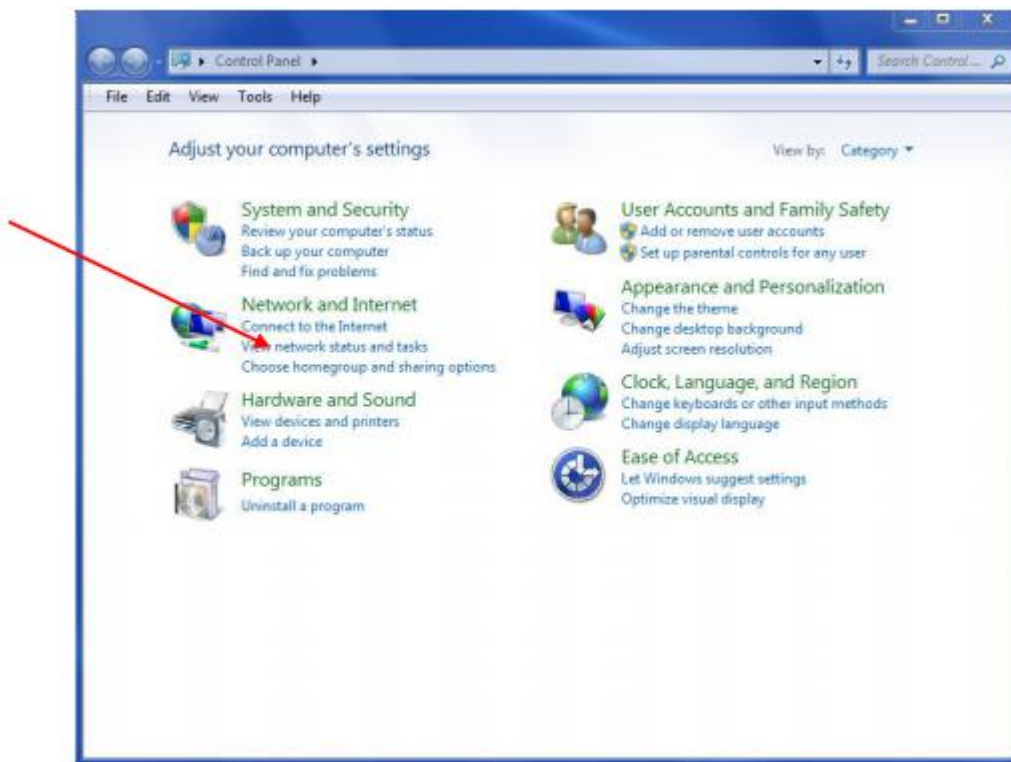 Control Panel
Search Control...
File Edit View Tools Help
Adjust your computer's settings
View by: Category
System and Security
Review your computer's status
Back up your computer
Find and fix problems
Network and Internet
Connect to the Internet
View network status and tasks
Choose homegroup and sharing options
Hardware and Sound
View devices and printers
Add a device
Programs
Uninstall a program
User Accounts and Family Safety
Add or remove user accounts
Set up parental controls for any user
Appearance and Personalization
Change the theme
Change desktop background
Adjust screen resolution
Clock, Language, and Region
Change keyboards or other input methods
Change display language
Ease of Access
Let Windows suggest settings
Optimize visual display